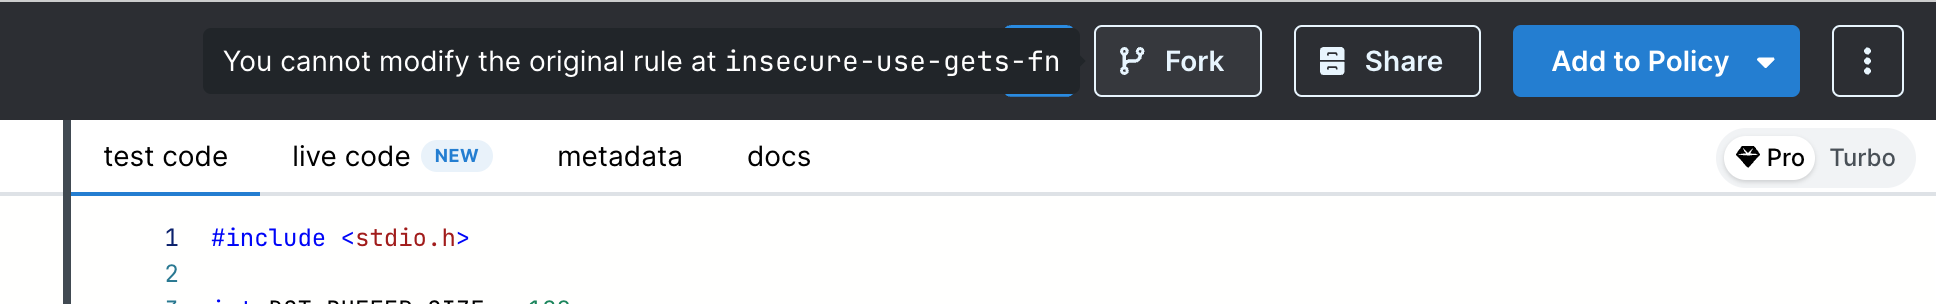 You cannot modify the original rule at insecure-use-gets-fn
Fork
Share
Add to Policy
test code
live code NEW
metadata
docs
Pro
Turbo
1 #include <stdio.h>
2